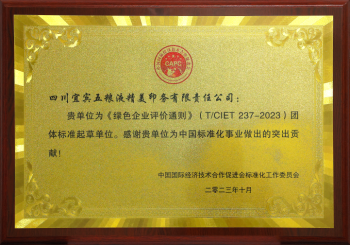 CAPC
四川宜宾五粮液精美印务有限责任公司：
贵单位为《绿色企业评价通则》（T/CIET 237-2023）团
体标准起草单位。感谢贵单位为中国标准化事业做出的突出贡
献！
中国国际经济技术合作促进会标准化工作委员会
二零二三年十月